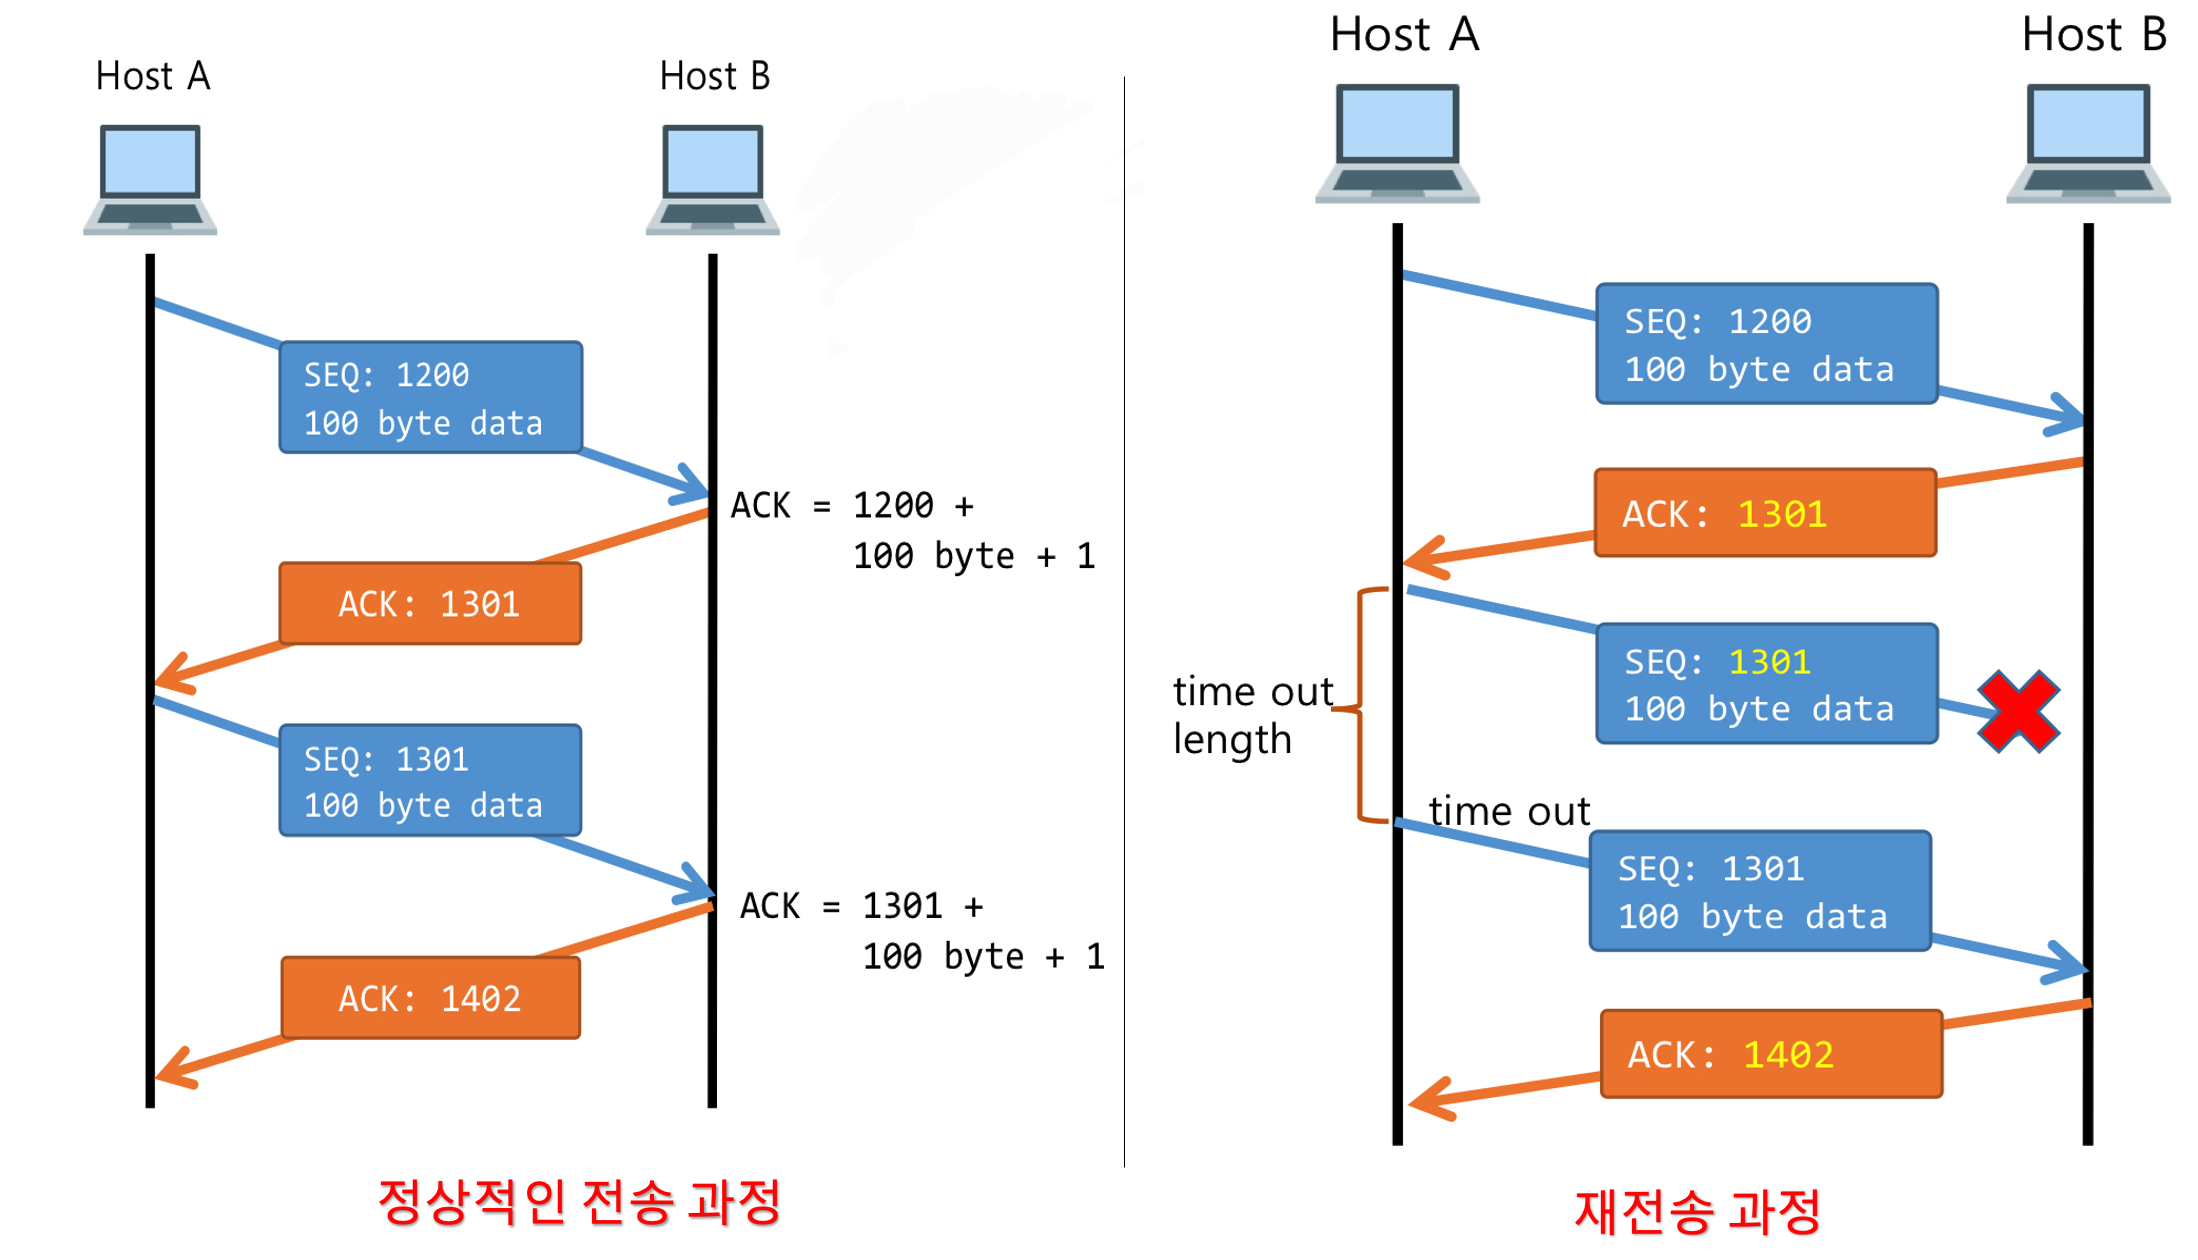 Host A
Host B
SEQ: 1200
100 byte data
ACK = 1200 +
100 byte + 1
ACK: 1301
SEQ: 1301
100 byte data
ACK = 1301 +
100 byte + 1
ACK: 1402
정상적인 전송 과정
Host A
Host B
SEQ: 1200
100 byte data
ACK: 1301
SEQ: 1301
100 byte data
time out
length
time out
SEQ: 1301
100 byte data
ACK: 1402
재전송 과정